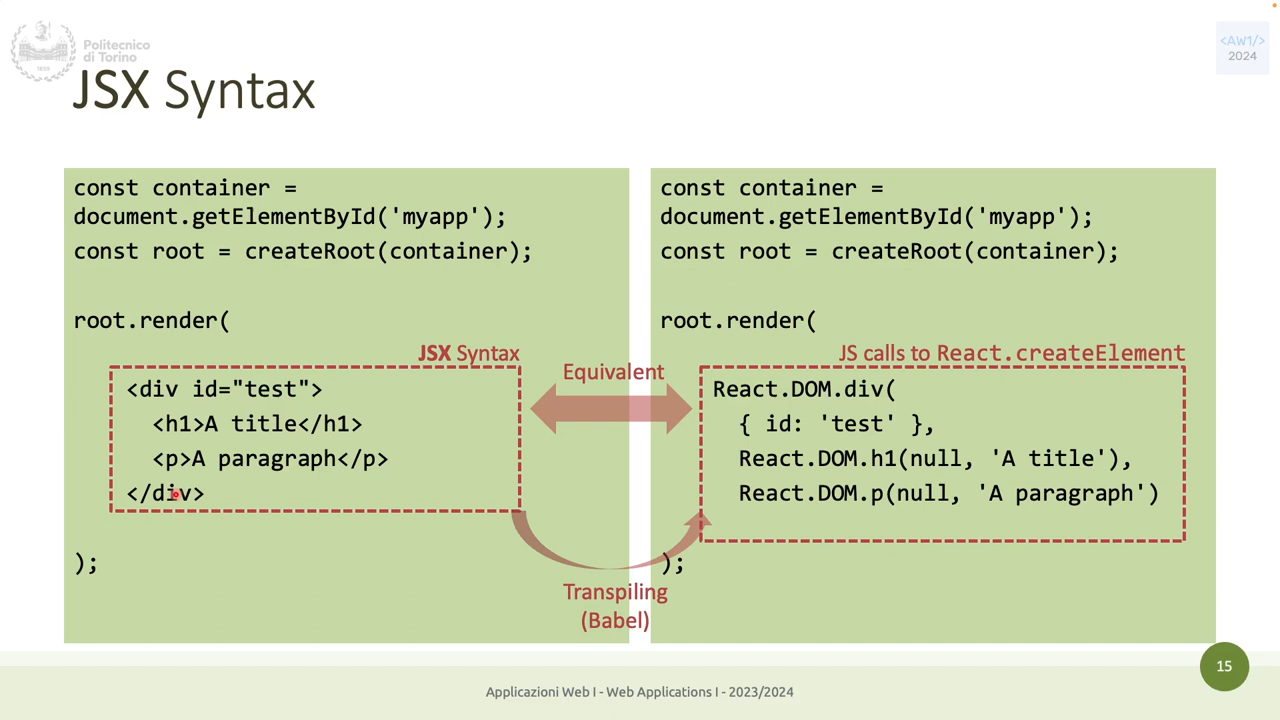 Politecnico
di Torino
1859
<AW1/>
2024
JSX Syntax
const container =
document.getElementById('myapp');
const root = createRoot(container);
root.render(
JSX Syntax
<div id="test">
<h1>A title</h1>
<p>A paragraph</p>
</div>
);
Equivalent
Transpiling
(Babel)
const container =
document.getElementById('myapp');
const root = createRoot(container);
root.render(
JS calls to React.createElement
React.DOM.div(
{ id: 'test' },
React.DOM.h1(null, 'A title'),
React.DOM.p(null, 'A paragraph')
);
15
Applicazioni Web I - Web Applications I - 2023/2024